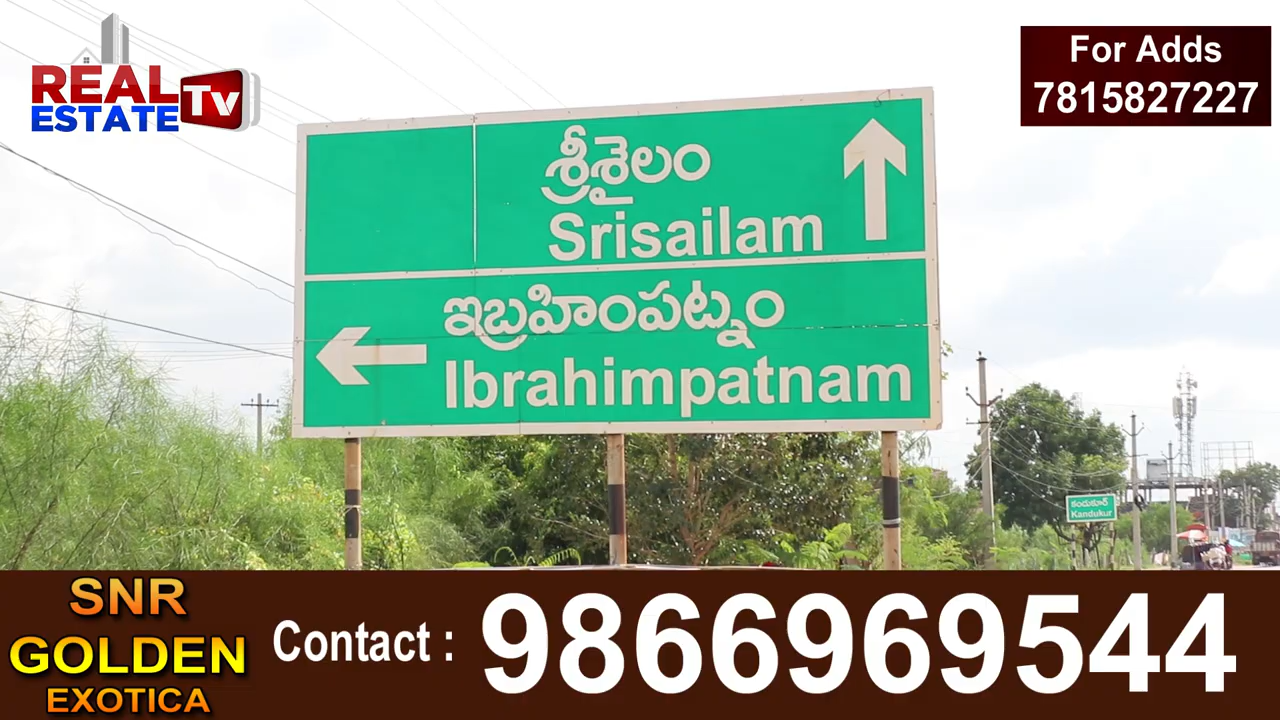 REAL
ESTATE TV
For Adds
7815827227
శ్రీశైలం
Srisailam
ఇబ్రహింపట్నం
Ibrahimpatnam
కందుకూర్
Kandukur
SNR
GOLDEN
EXOTICA
Contact : 9866969544